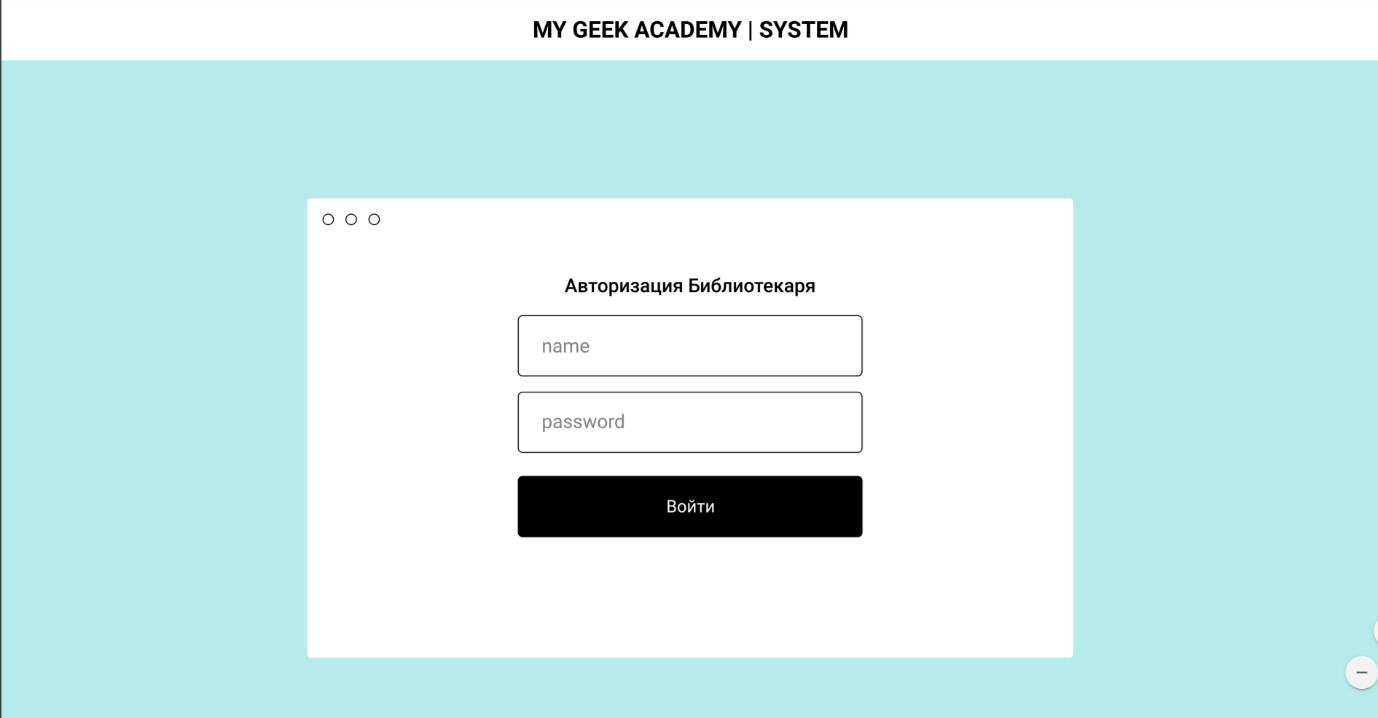 MY GEEK ACADEMY | SYSTEM
Авторизация Библиотекаря
name
password
Войти